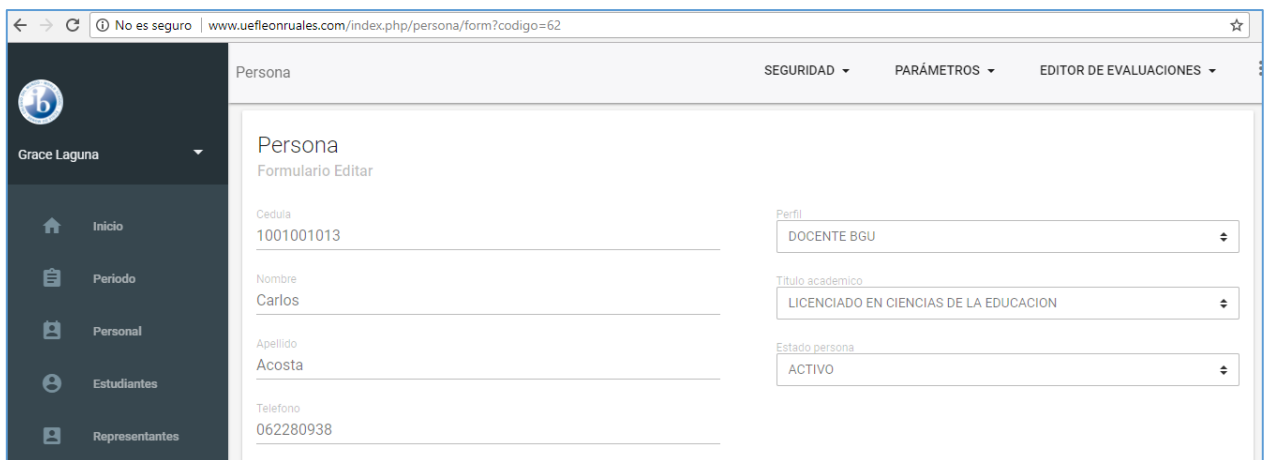 No es seguro | www.uefleonruales.com/index.php/persona/form?codigo=62
Persona
SEGURIDAD
PARÁMETROS
EDITOR DE EVALUACIONES
ib
Grace Laguna
Inicio
Periodo
Personal
Estudiantes
Representantes
Persona
Formulario Editar
Cedula
1001001013
Nombre
Carlos
Apellido
Acosta
Telefono
062280938
Perfil
DOCENTE BGU
Titulo academico
LICENCIADO EN CIENCIAS DE LA EDUCACION
Estado persona
ACTIVO